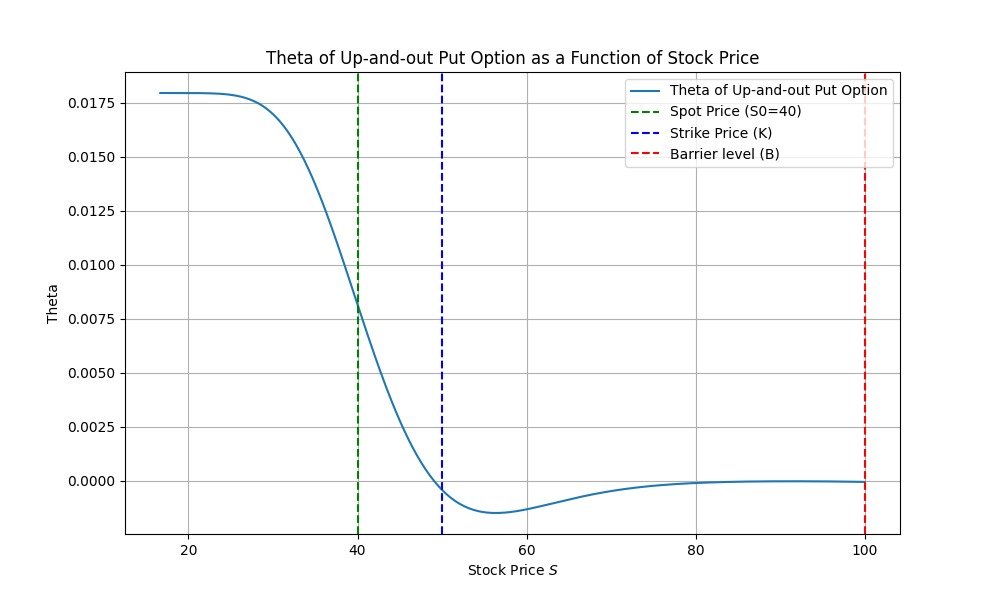 Theta of Up-and-out Put Option as a Function of Stock Price
Theta of Up-and-out Put Option
Spot Price (S0=40)
Strike Price (K)
Barrier level (B)
0.0175
0.0150
0.0125
0.0100
0.0075
0.0050
0.0025
0.0000
Theta
20 40 60 80 100
Stock Price S